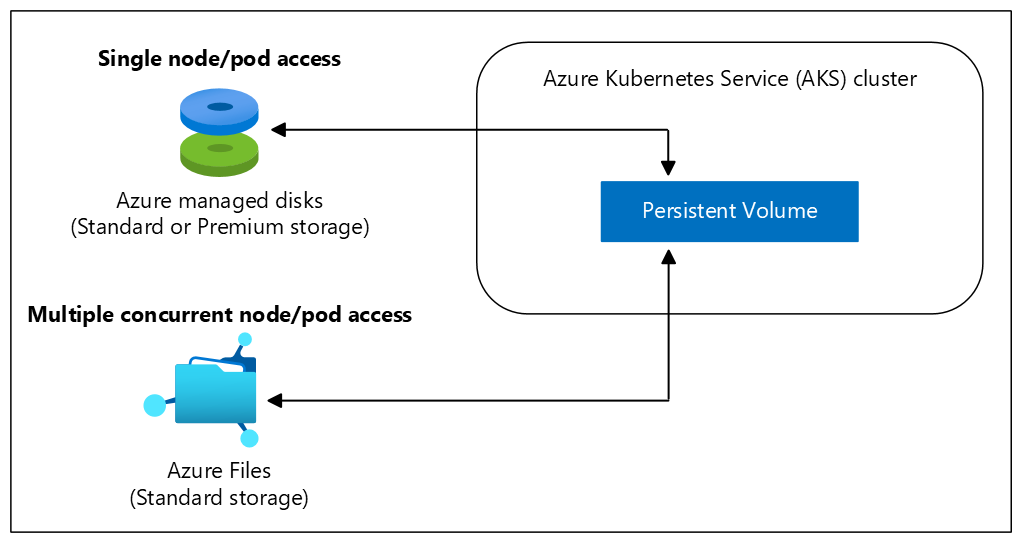 Single node/pod access
Azure managed disks
(Standard or Premium storage)
Azure Kubernetes Service (AKS) cluster
Persistent Volume
Multiple concurrent node/pod access
Azure Files
(Standard storage)